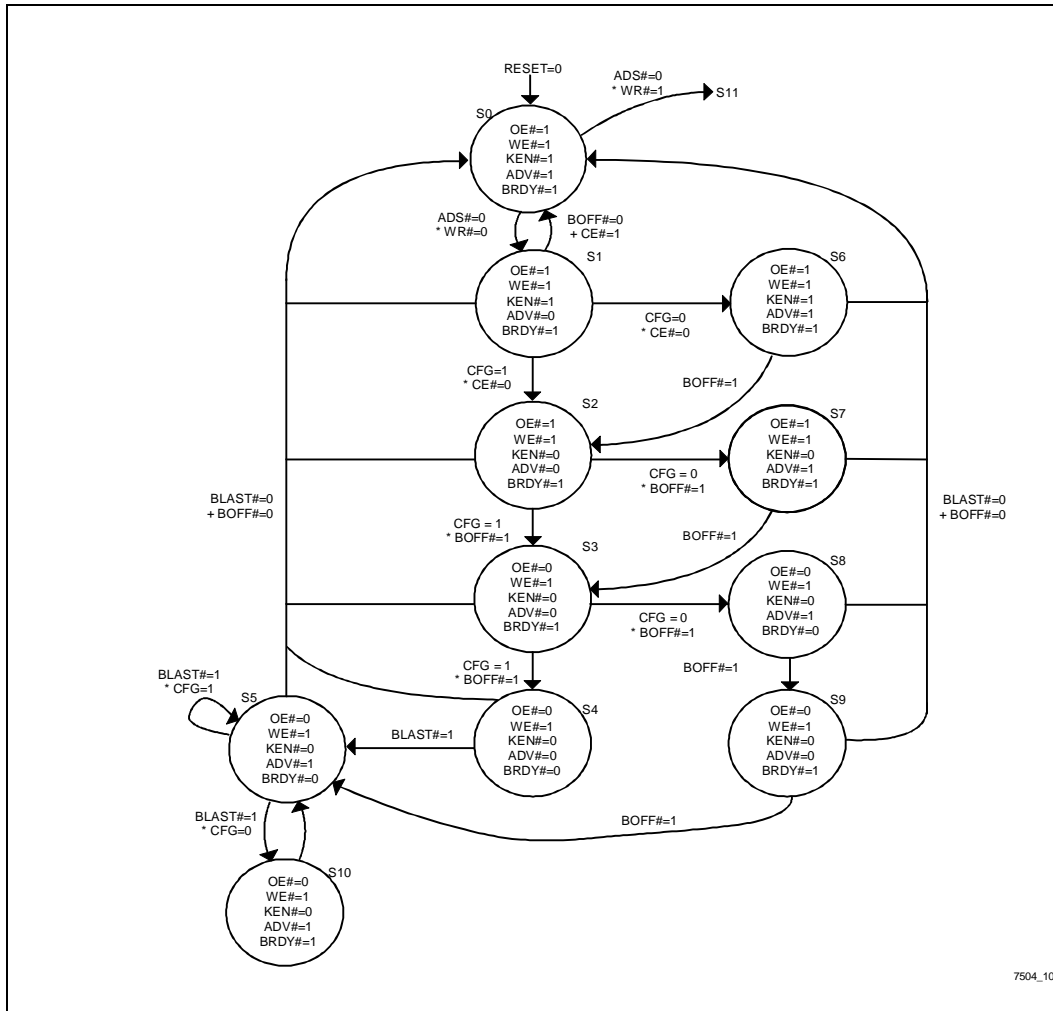 RESET=0
ADS#=0
* WR#=1
S11
S0
OE#=1
WE#=1
KEN#=1
ADV#=1
BRDY#=1
ADS#=0
* WR#=0
BOFF#=0
+ CE#=1
S1
OE#=1
WE#=1
KEN#=1
ADV#=0
BRDY#=1
CFG=0
* CE#=0
S6
OE#=1
WE#=1
KEN#=1
ADV#=1
BRDY#=1
CFG=1
* CE#=0
BOFF#=1
S2
OE#=1
WE#=1
KEN#=0
ADV#=0
BRDY#=1
CFG = 0
* BOFF#=1
S7
OE#=1
WE#=1
KEN#=0
ADV#=1
BRDY#=1
BLAST#=0
+ BOFF#=0
BLAST#=0
+ BOFF#=0
CFG = 1
* BOFF#=1
BOFF#=1
S3
OE#=0
WE#=1
KEN#=0
ADV#=0
BRDY#=1
CFG = 0
* BOFF#=1
S8
OE#=0
WE#=1
KEN#=0
ADV#=1
BRDY#=0
CFG = 1
* BOFF#=1
BOFF#=1
BLAST#=1
* CFG=1
S5
OE#=0
WE#=1
KEN#=0
ADV#=1
BRDY#=0
BLAST#=1
S4
OE#=0
WE#=1
KEN#=0
ADV#=0
BRDY#=0
S9
OE#=0
WE#=1
KEN#=0
ADV#=0
BRDY#=1
BOFF#=1
BLAST#=1
* CFG=0
S10
OE#=0
WE#=1
KEN#=0
ADV#=1
BRDY#=1
7504_10